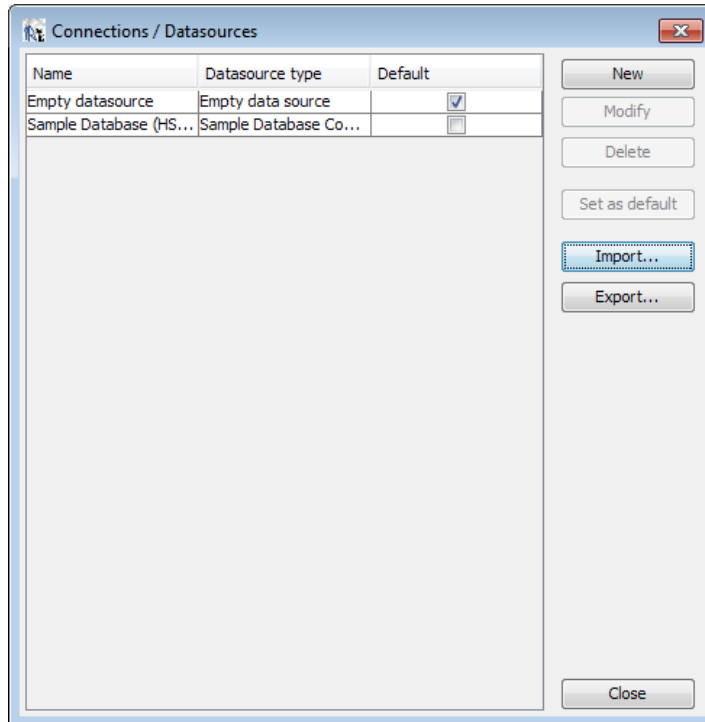 Connections / Datasources
Name Datasource type Default
Empty datasource Empty data source
Sample Database (HS... Sample Database Co...
New
Modify
Delete
Set as default
Import...
Export...
Close